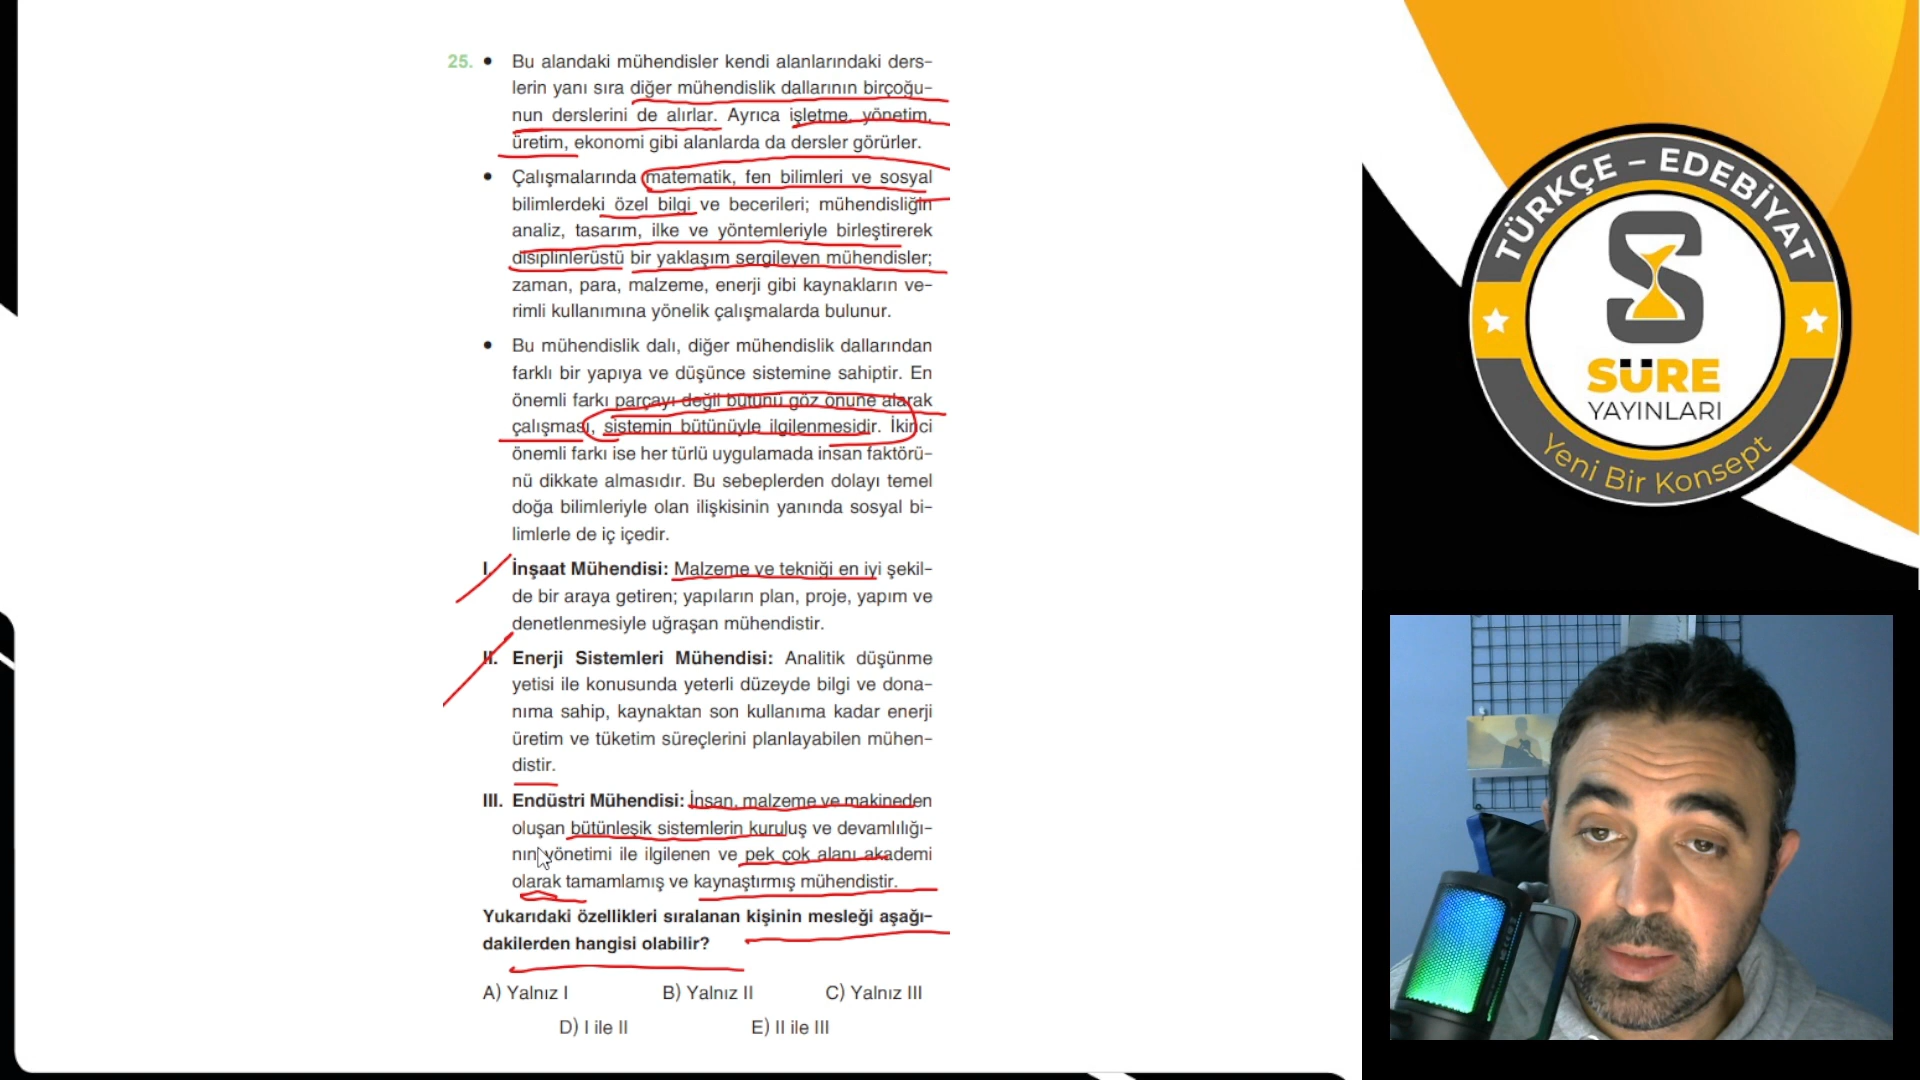 25. • Bu alandaki mühendisler kendi alanlarındaki ders-
lerin yanı sıra diğer mühendislik dallarının birçoğu-
nun derslerini de alırlar. Ayrıca işletme, yönetim,
üretim, ekonomi gibi alanlarda da dersler görürler.
• Çalışmalarında matematik, fen bilimleri ve sosyal
bilimlerdeki özel bilgi ve becerileri; mühendisliğin
analiz, tasarım, ilke ve yöntemleriyle birleştirerek
disiplinlerüstü bir yaklaşım sergileyen mühendisler;
zaman, para, malzeme, enerji gibi kaynakların ve-
rimli kullanımına yönelik çalışmalarda bulunur.
• Bu mühendislik dalı, diğer mühendislik dallarından
farklı bir yapıya ve düşünce sistemine sahiptir. En
önemli farkı parçayı değil bütünü göz önüne alarak
çalışması, sistemin bütünüyle ilgilenmesidir. İkinci
önemli farkı ise her türlü uygulamada insan faktörü-
nü dikkate almasıdır. Bu sebeplerden dolayı temel
doğa bilimleriyle olan ilişkisinin yanında sosyal bi-
limlerle de iç içedir.
I. İnşaat Mühendisi: Malzeme ve tekniği en iyi şekil-
de bir araya getiren; yapıların plan, proje, yapım ve
denetlenmesiyle uğraşan mühendistir.
II. Enerji Sistemleri Mühendisi: Analitik düşünme
yetisi ile konusunda yeterli düzeyde bilgi ve dona-
nıma sahip, kaynaktan son kullanıma kadar enerji
üretim ve tüketim süreçlerini planlayabilen mühen-
distir.
III. Endüstri Mühendisi: İnsan, malzeme ve makineden
oluşan bütünleşik sistemlerin kuruluş ve devamlılığı-
nın yönetimi ile ilgilenen ve pek çok alanı akademi
olarak tamamlamış ve kaynaştırmış mühendistir.
Yukarıdaki özellikleri sıralanan kişinin mesleği aşağı-
dakilerden hangisi olabilir?
A) Yalnız I B) Yalnız II C) Yalnız III
D) I ile II E) II ile III
TÜRKÇE – EDEBİYAT
SÜRE
YAYINLARI
Yeni Bir Konsept